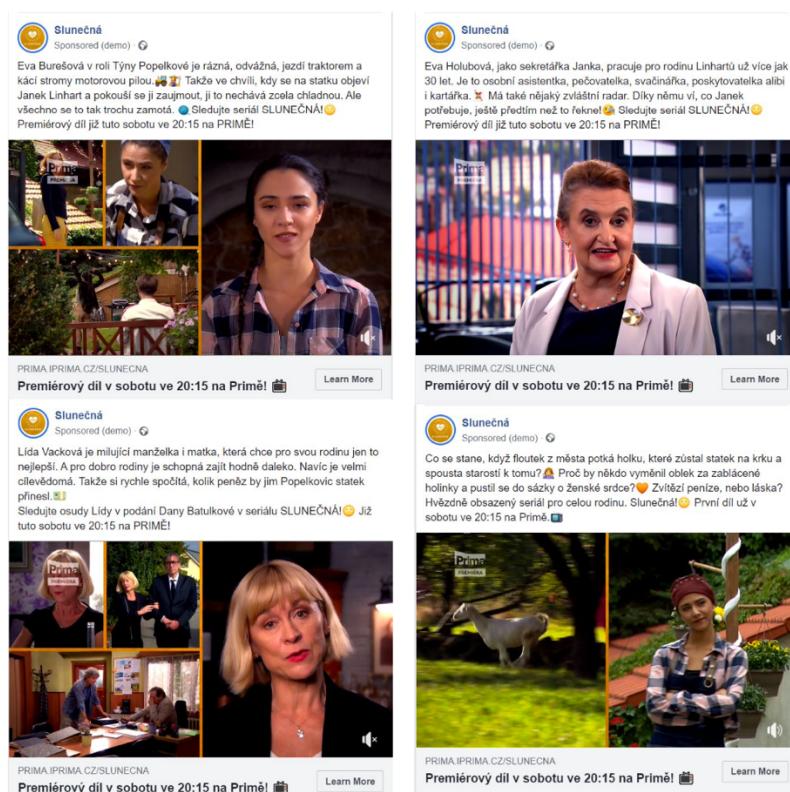 Slunečná
Sponsored (demo) ·
Eva Burešová v roli Týny Popelkové je rázná, odvážná, jezdí traktorem a
kácí stromy motorovou pilou.🚜🏋 Takže ve chvíli, kdy se na statku objeví
Janek Linhart a pokouší se ji zaujmout, ji to nechává zcela chladnou. Ale
všechno se to tak trochu zamotá. Sledujte seriál SLUNEČNÁ!
Premiérový díl již tuto sobotu ve 20:15 na PRIMĚ!
Prima
PREMIÉRA
PRIMA.IPRIMA.CZ/SLUNECNA
Premiérový díl v sobotu ve 20:15 na Primě! 📺
Learn More
Slunečná
Sponsored (demo) ·
Eva Holubová, jako sekretářka Janka, pracuje pro rodinu Linhartů už více jak
30 let. Je to osobní asistentka, pečovatelka, svačinářka, poskytovatelka alibi
i kartářka. Má také nějaký zvláštní radar. Díky němu ví, co Janek
potřebuje, ještě předtím než to řekne! Sledujte seriál SLUNEČNÁ!
Premiérový díl již tuto sobotu ve 20:15 na PRIMĚ!
Prima
PREMIÉRA
PRIMA.IPRIMA.CZ/SLUNECNA
Premiérový díl v sobotu ve 20:15 na Primě! 📺
Learn More
Slunečná
Sponsored (demo) ·
Lída Vacková je milující manželka i matka, která chce pro svou rodinu jen to
nejlepší. A pro dobro rodiny je schopná zajít hodně daleko. Navíc je velmi
cílevědomá. Takže si rychle spočítá, kolik peněz by jim Popelkovic statek
přinesl.
Sledujte osudy Lídy v podání Dany Batulkové v seriálu SLUNEČNÁ! Již
tuto sobotu ve 20:15 na PRIMĚ!
Prima
PREMIÉRA
PRIMA.IPRIMA.CZ/SLUNECNA
Premiérový díl v sobotu ve 20:15 na Primě! 📺
Learn More
Slunečná
Sponsored (demo) ·
Co se stane, když floutek z města potká holku, které zůstal statek na krku a
spousta starostí k tomu? Proč by někdo vyměnil oblek za zablácené
holinky a pustil se do sázky o ženské srdce?🧡 Zvítězí peníze, nebo láska?
Hvězdně obsazený seriál pro celou rodinu. Slunečná! První díl už v
sobotu ve 20:15 na Primě.📺
Prima
PREMIÉRA
PRIMA.IPRIMA.CZ/SLUNECNA
Premiérový díl v sobotu ve 20:15 na Primě! 📺
Learn More